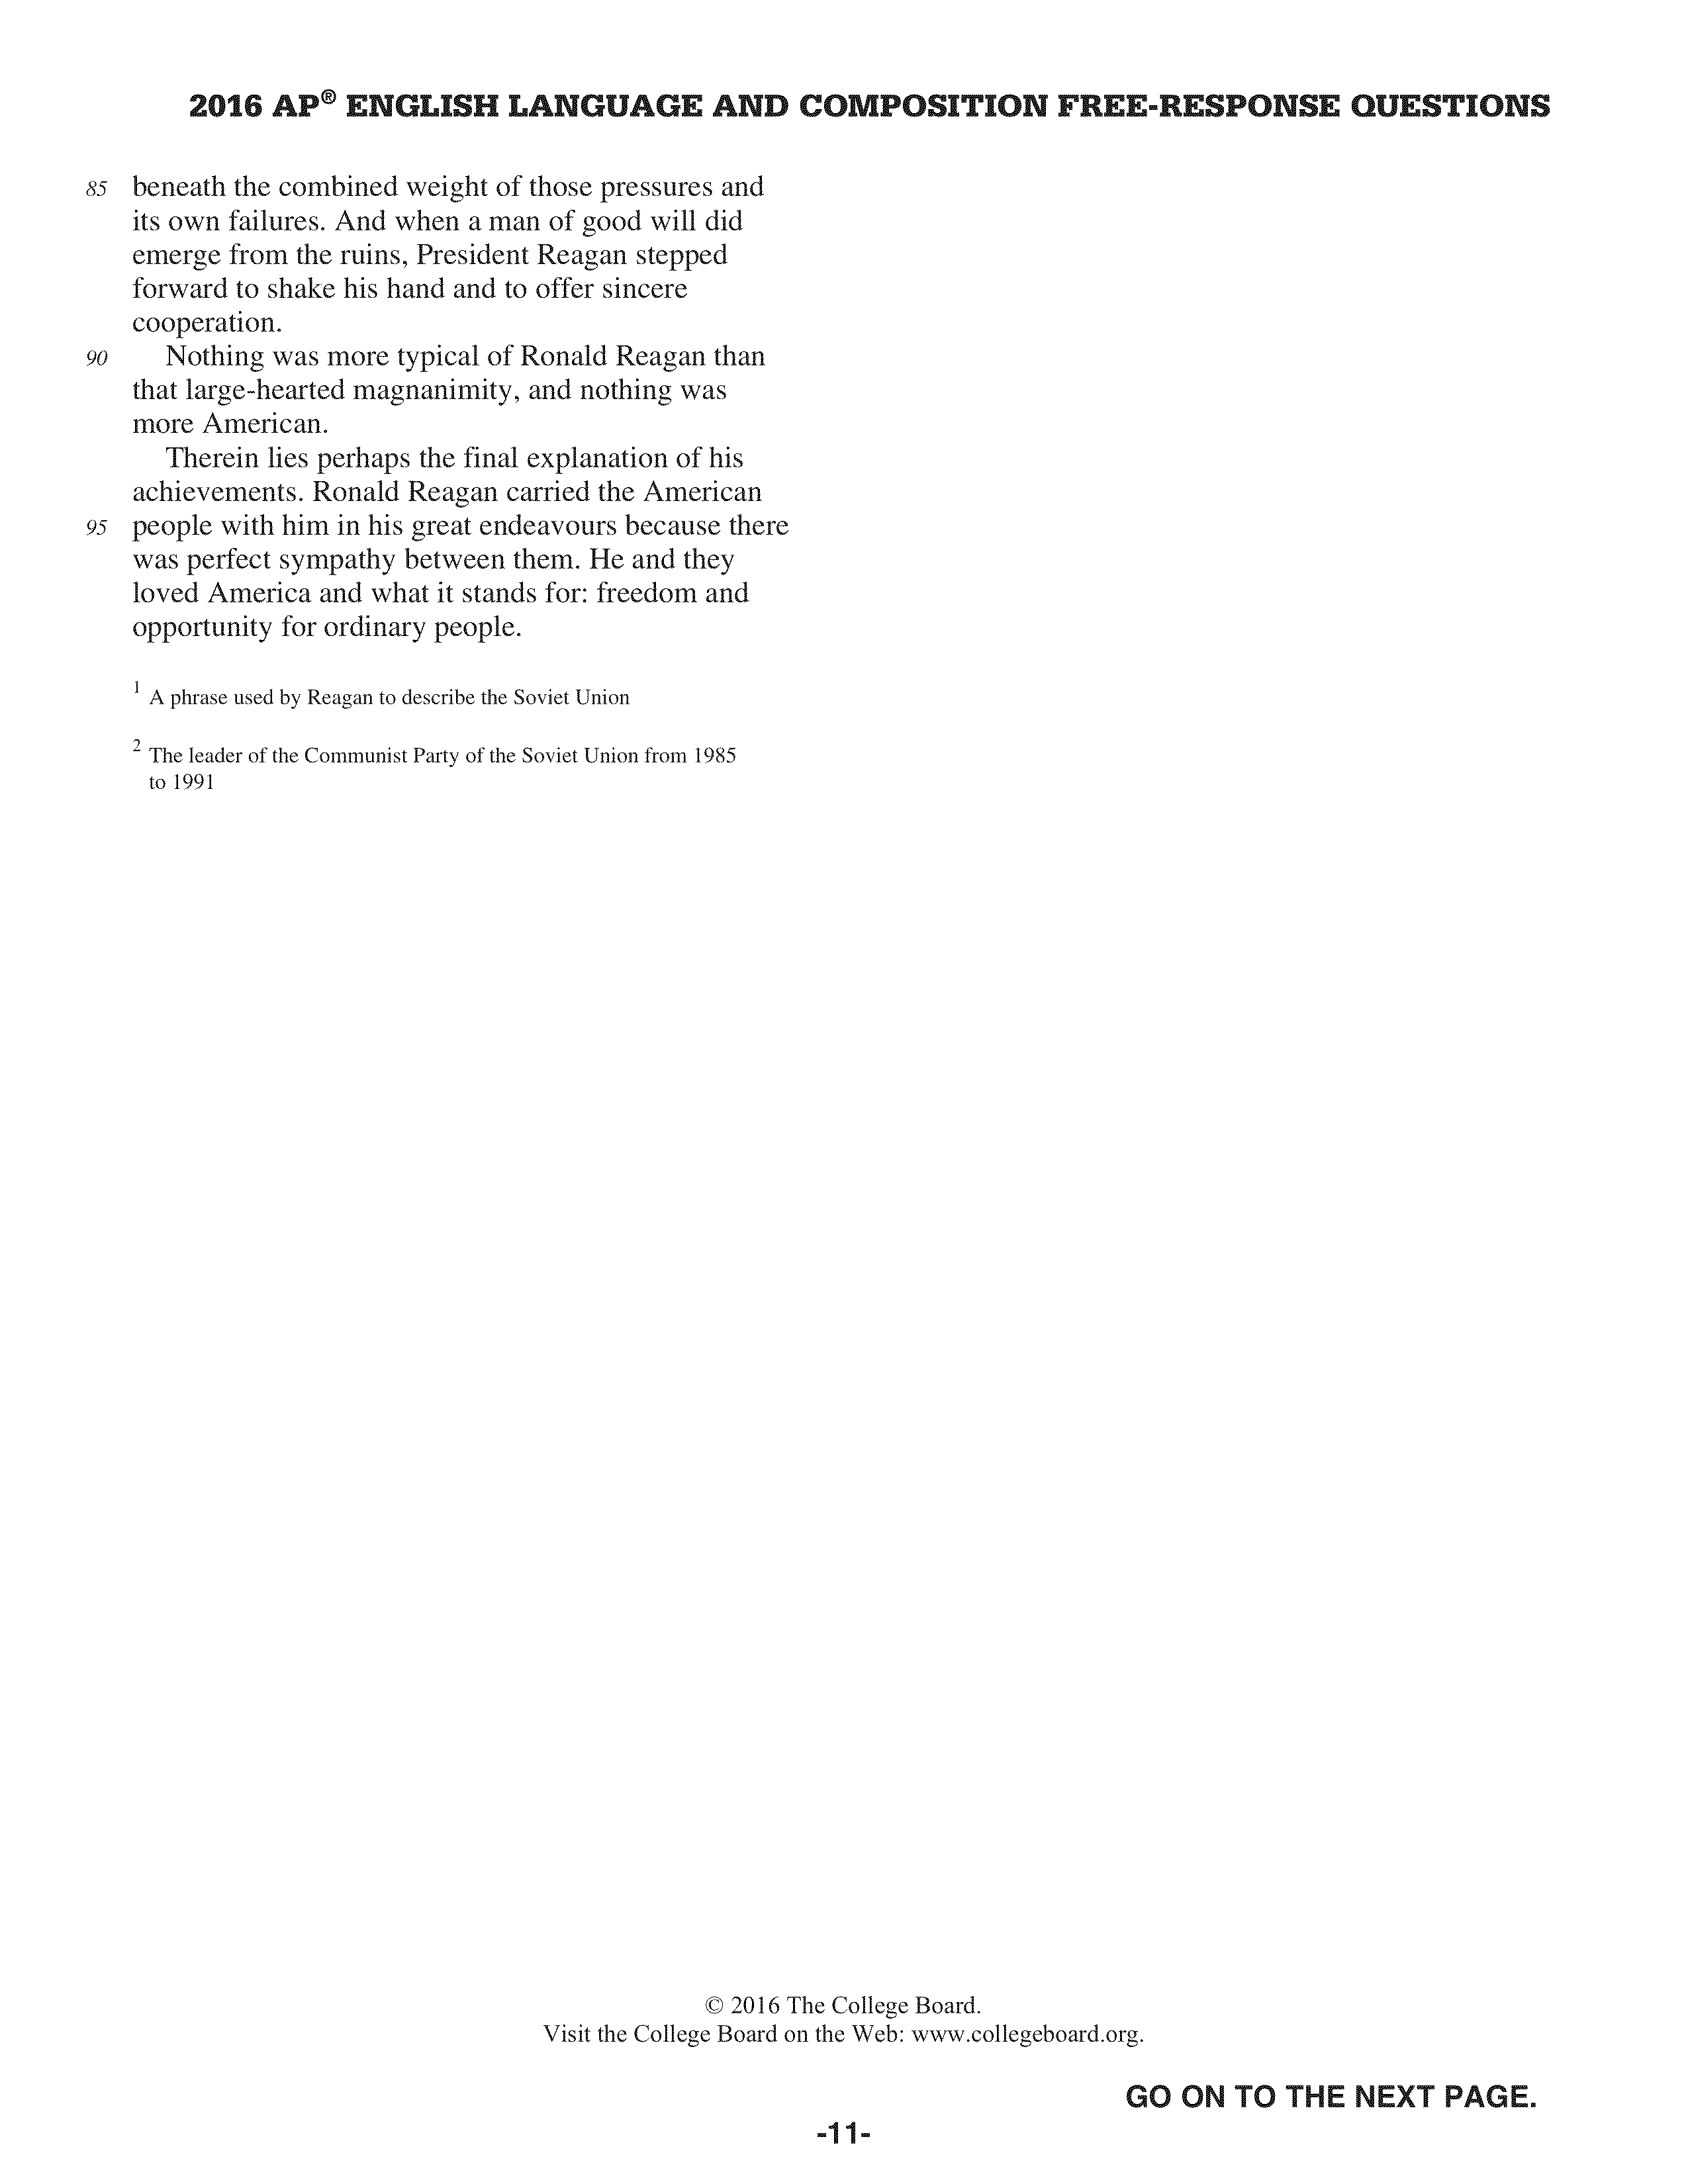 2016 AP® ENGLISH LANGUAGE AND COMPOSITION FREE-RESPONSE QUESTIONS
85 beneath the combined weight of those pressures and
its own failures. And when a man of good will did
emerge from the ruins, President Reagan stepped
forward to shake his hand and to offer sincere
cooperation.
90 Nothing was more typical of Ronald Reagan than
that large-hearted magnanimity, and nothing was
more American.
Therein lies perhaps the final explanation of his
achievements. Ronald Reagan carried the American
95 people with him in his great endeavours because there
was perfect sympathy between them. He and they
loved America and what it stands for: freedom and
opportunity for ordinary people.
1 A phrase used by Reagan to describe the Soviet Union
2 The leader of the Communist Party of the Soviet Union from 1985
to 1991
© 2016 The College Board.
Visit the College Board on the Web: www.collegeboard.org.
GO ON TO THE NEXT PAGE.
-11-